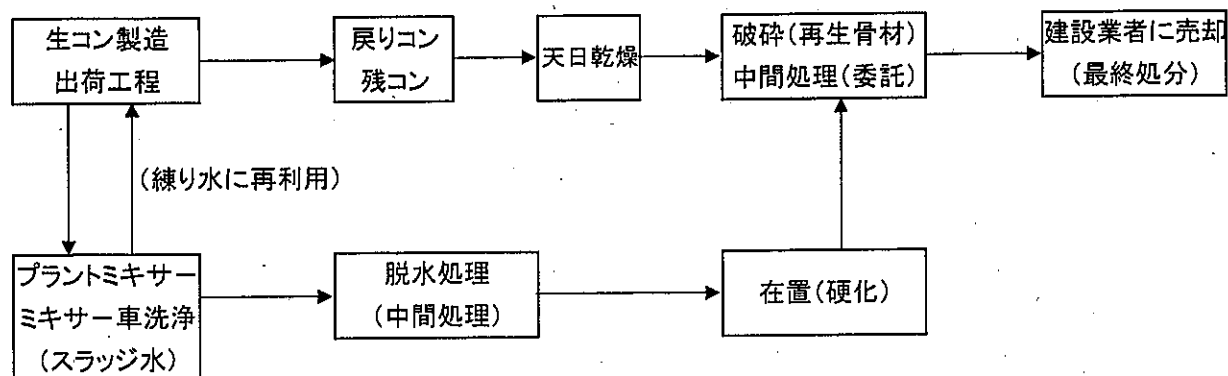 生コン製造
出荷工程
戻りコン
残コン
天日乾燥
破砕(再生骨材)
中間処理(委託)
建設業者に売却
(最終処分)
(練り水に再利用)
プラントミキサー
ミキサー車洗浄
(スラッジ水)
脱水処理
(中間処理)
在置(硬化)